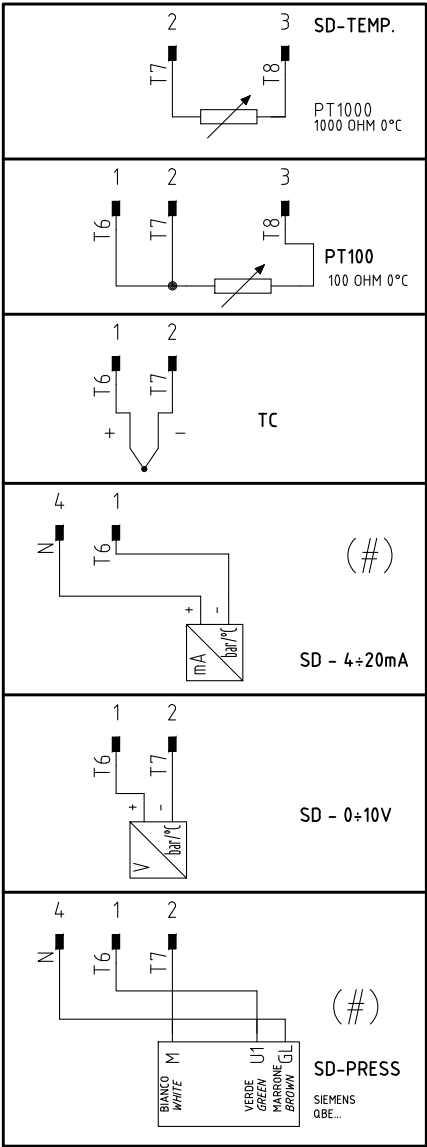 2 3 SD-TEMP.
T7 T8
PT1000
1000 OHM 0°C
1 2 3
T6 T7 T8
PT100
100 OHM 0°C
1 2
T6 T7
+ -
TC
4 1
N T6
(#)
+ -
mA bar/°C
SD - 4÷20mA
1 2
T6 T7
+ -
V bar/°C
SD - 0÷10V
4 1 2
N T6 T7
(#)
M U1 GL
BIANCO
WHITE
VERDE
GREEN
MARRONE
BROWN
SD-PRESS
SIEMENS
QBE...